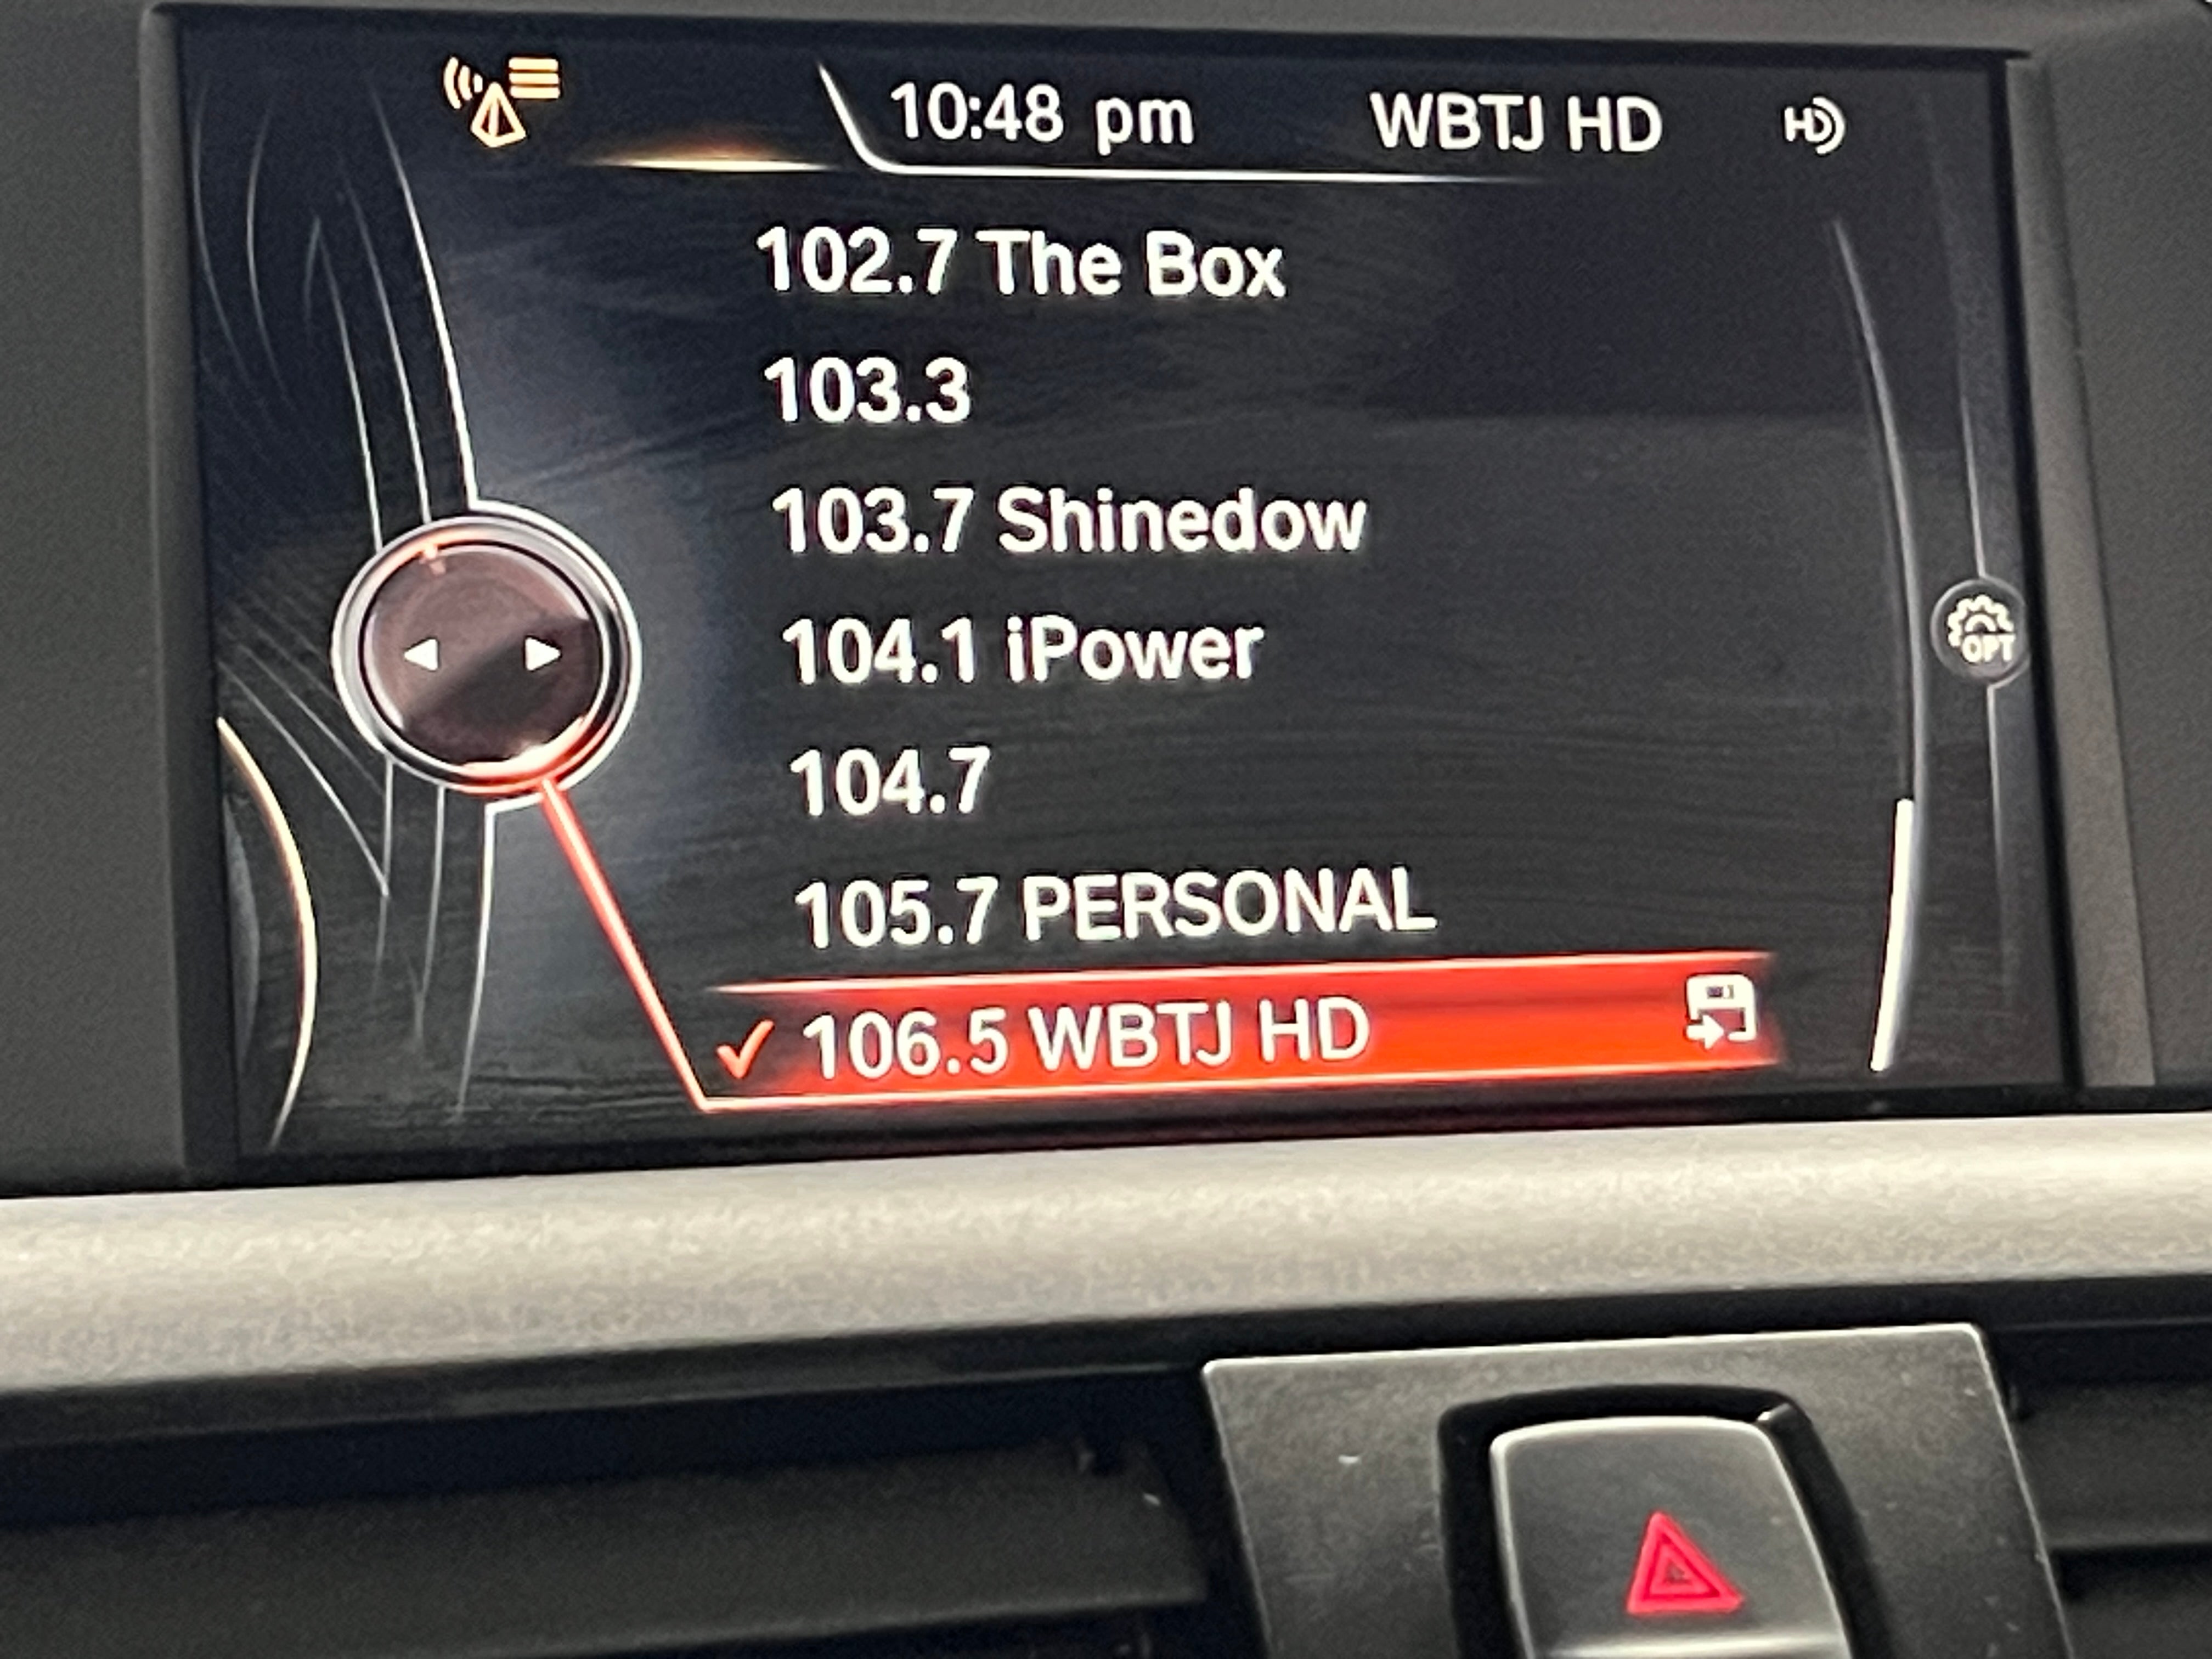 10:48 pm WBTJ HD HD
102.7 The Box
103.3
103.7 Shinedow
104.1 iPower
OPT
104.7
105.7 PERSONAL
106.5 WBTJ HD